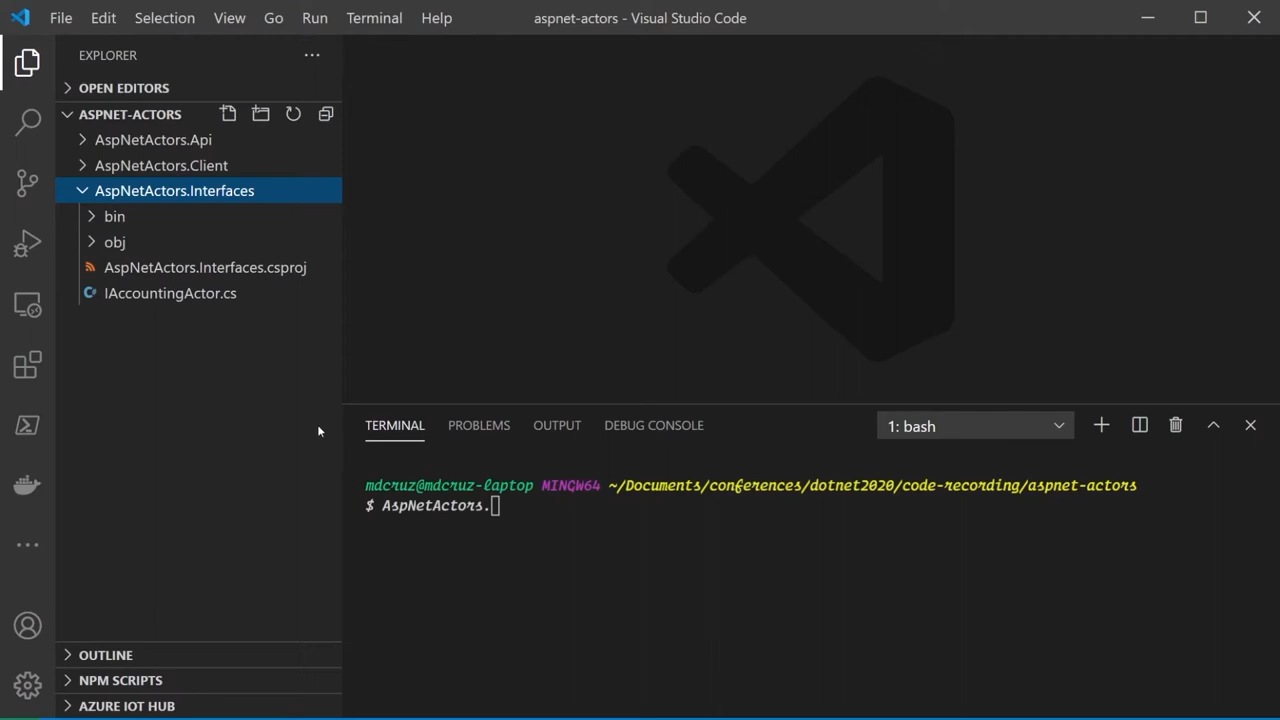 File Edit Selection View Go Run Terminal Help aspnet-actors - Visual Studio Code
EXPLORER
OPEN EDITORS
ASPNET-ACTORS
AspNetActors.Api
AspNetActors.Client
AspNetActors.Interfaces
bin
obj
AspNetActors.Interfaces.csproj
IAccountingActor.cs
OUTLINE
NPM SCRIPTS
AZURE IOT HUB
TERMINAL PROBLEMS OUTPUT DEBUG CONSOLE 1: bash
mdcruz@mdcruz-laptop MINGW64 ~/Documents/conferences/dotnet2020/code-recording/aspnet-actors
$ AspNetActors.